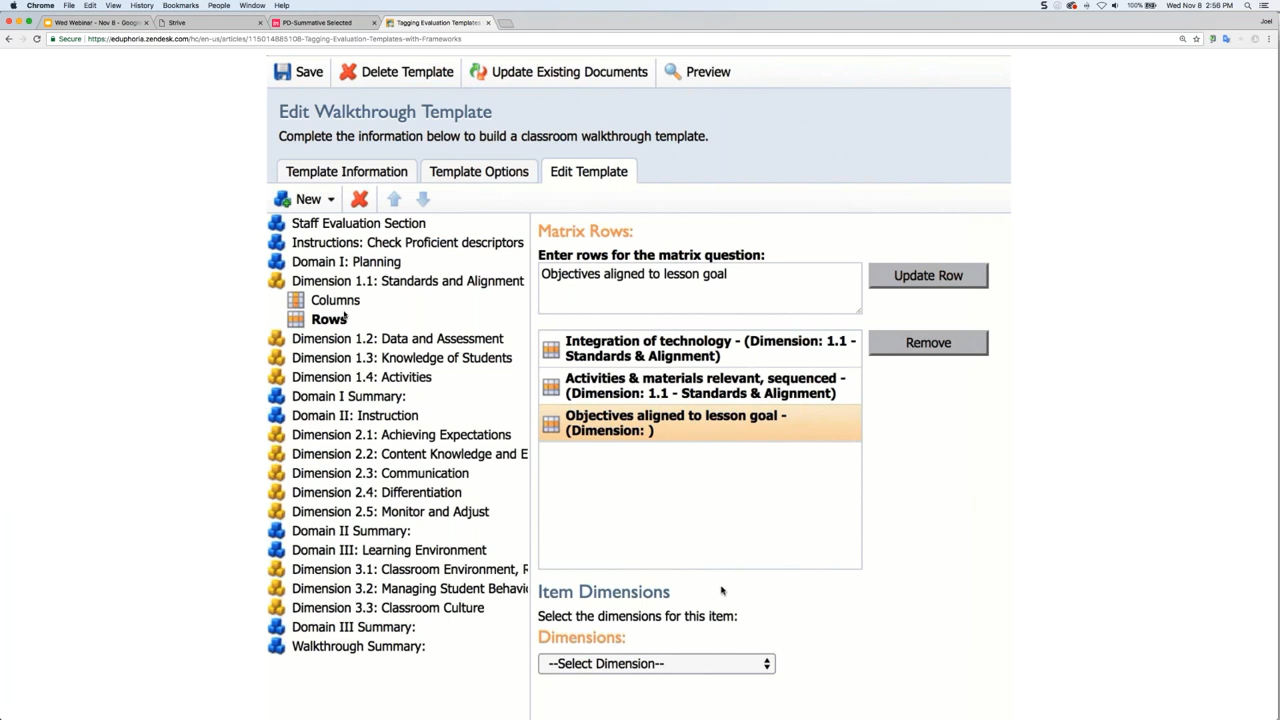 Chrome File Edit View History Bookmarks People Window Help
100% Wed Nov 8 2:56 PM
Wed Webinar - Nov 8 - Google
Strive
PD-Summative Selected
Tagging Evaluation Templates
Joel
Secure https://eduphoria.zendesk.com/hc/en-us/articles/115014885108-Tagging-Evaluation-Templates-with-Frameworks
Save Delete Template Update Existing Documents Preview
Edit Walkthrough Template
Complete the information below to build a classroom walkthrough template.
Template Information Template Options Edit Template
New
Staff Evaluation Section
Instructions: Check Proficient descriptors
Domain I: Planning
Dimension 1.1: Standards and Alignment
Columns
Rows
Dimension 1.2: Data and Assessment
Dimension 1.3: Knowledge of Students
Dimension 1.4: Activities
Domain I Summary:
Domain II: Instruction
Dimension 2.1: Achieving Expectations
Dimension 2.2: Content Knowledge and E
Dimension 2.3: Communication
Dimension 2.4: Differentiation
Dimension 2.5: Monitor and Adjust
Domain II Summary:
Domain III: Learning Environment
Dimension 3.1: Classroom Environment, R
Dimension 3.2: Managing Student Behavio
Dimension 3.3: Classroom Culture
Domain III Summary:
Walkthrough Summary:
Matrix Rows:
Enter rows for the matrix question:
Objectives aligned to lesson goal
Update Row
Integration of technology - (Dimension: 1.1 -
Standards & Alignment)
Remove
Activities & materials relevant, sequenced -
(Dimension: 1.1 - Standards & Alignment)
Objectives aligned to lesson goal -
(Dimension: )
Item Dimensions
Select the dimensions for this item:
Dimensions:
--Select Dimension--